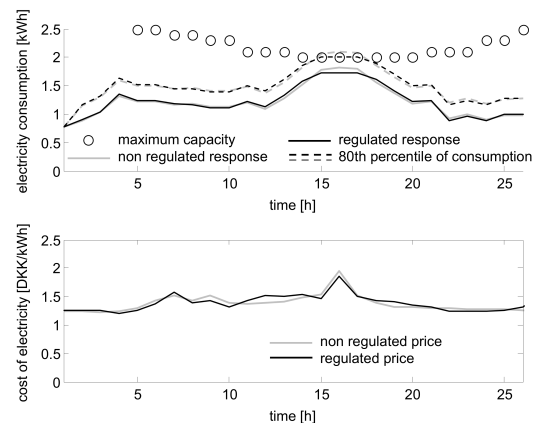 electricity consumption [kWh]
2.5
2
1.5
1
0.5
0
maximum capacity
regulated response
non regulated response
80th percentile of consumption
5
10
15
20
25
time [h]
cost of electricity [DKK/kWh]
2.5
2
1.5
1
0.5
0
non regulated price
regulated price
5
10
15
20
25
time [h]